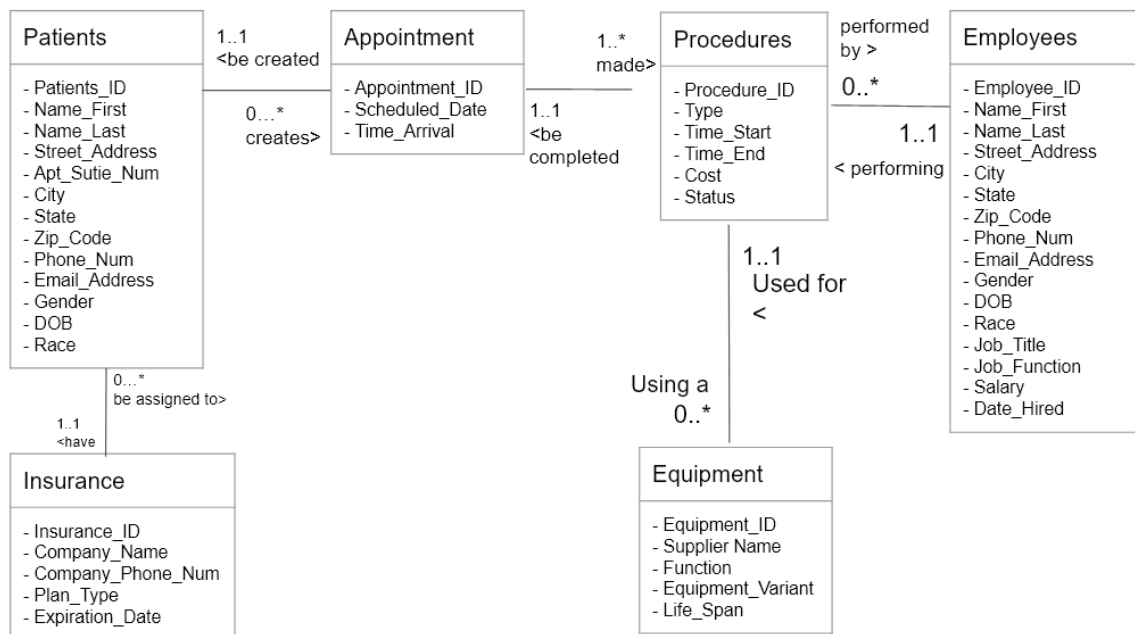 Patients
- Patients_ID
- Name_First
- Name_Last
- Street_Address
- Apt_Sutie_Num
- City
- State
- Zip_Code
- Phone_Num
- Email_Address
- Gender
- DOB
- Race
1..1
<be created
0...*
creates>
Appointment
- Appointment_ID
- Scheduled_Date
- Time_Arrival
1..*
made>
1..1
<be
completed
Procedures
- Procedure_ID
- Type
- Time_Start
- Time_End
- Cost
- Status
performed
by >
0..*
1..1
< performing
Employees
- Employee_ID
- Name_First
- Name_Last
- Street_Address
- City
- State
- Zip_Code
- Phone_Num
- Email_Address
- Gender
- DOB
- Race
- Job_Title
- Job_Function
- Salary
- Date_Hired
0...*
be assigned to>
1..1
<have
Insurance
- Insurance_ID
- Company_Name
- Company_Phone_Num
- Plan_Type
- Expiration_Date
1..1
Used for
<
Using a
0..*
Equipment
- Equipment_ID
- Supplier Name
- Function
- Equipment_Variant
- Life_Span